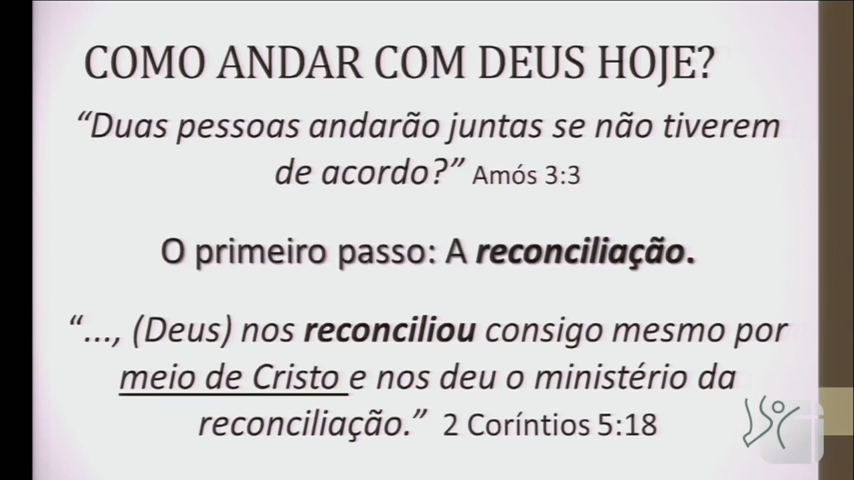 COMO ANDAR COM DEUS HOJE?
“Duas pessoas andarão juntas se não tiverem
de acordo?” Amós 3:3
O primeiro passo: A reconciliação.
“..., (Deus) nos reconciliou consigo mesmo por
meio de Cristo e nos deu o ministério da
reconciliação.” 2 Coríntios 5:18